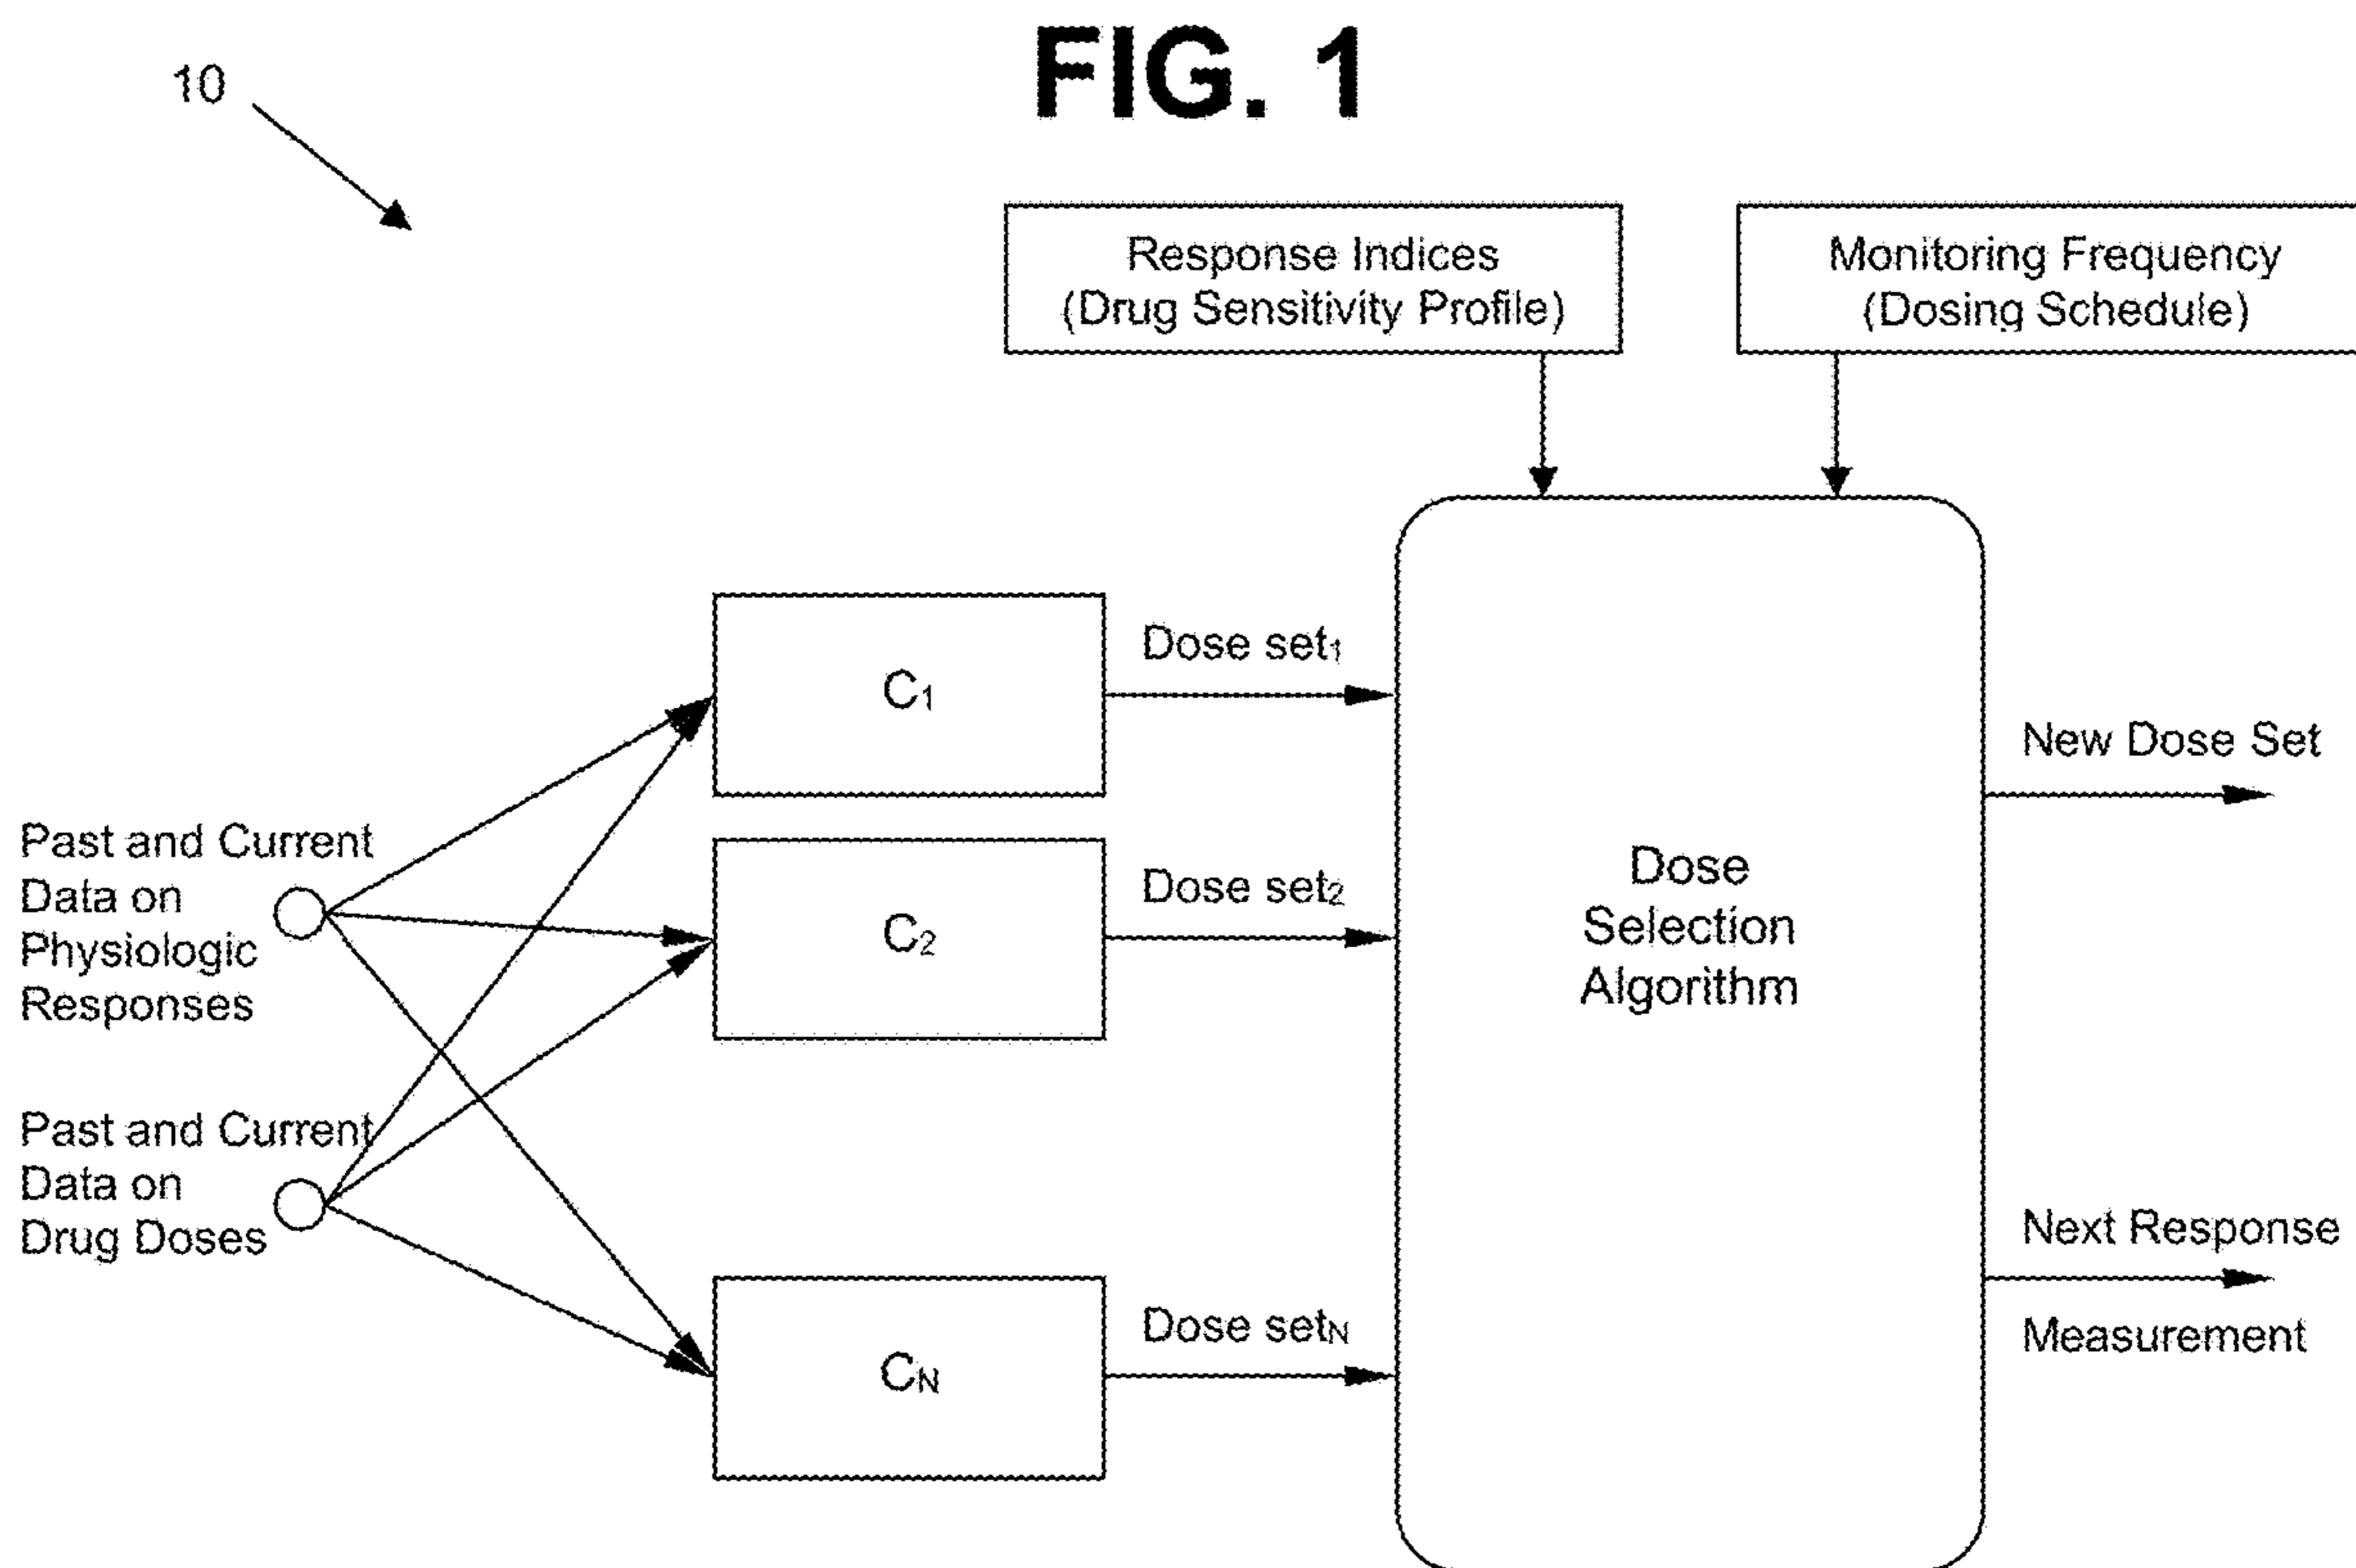 FIG. 1
10
Response Indices
(Drug Sensitivity Profile)
Monitoring Frequency
(Dosing Schedule)
Past and Current
Data on
Physiologic
Responses
Past and Current
Data on
Drug Doses
C₁
C₂
C_N
Dose set₁
Dose set₂
Dose set_N
Dose
Selection
Algorithm
New Dose Set
Next Response
Measurement